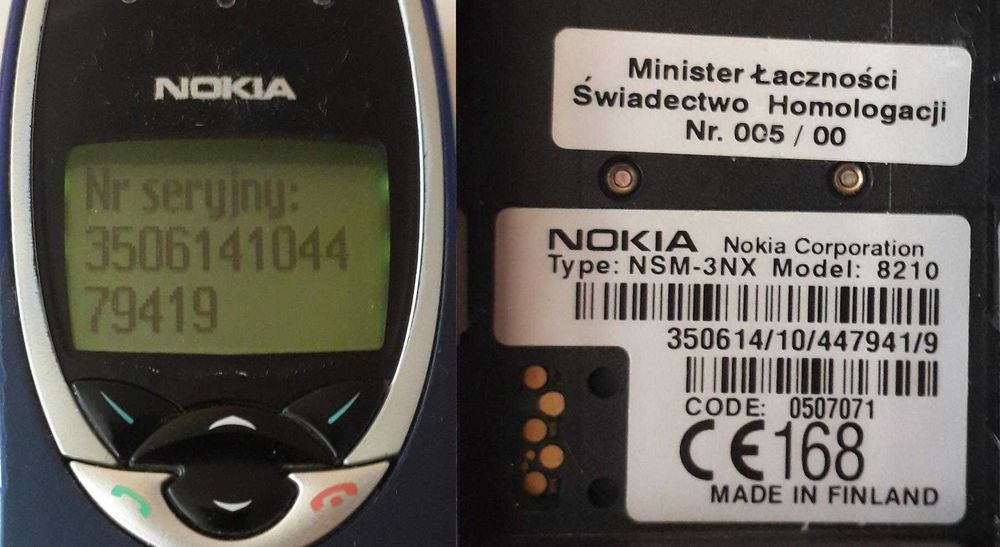 NOKIA
Nr seryjny:
3506141044
79419
Minister Łaczności
Świadectwo Homologacji
Nr. 005 / 00
NOKIA Nokia Corporation
Type: NSM-3NX Model: 8210
350614/10/447941/9
CODE: 0507071
CE168
MADE IN FINLAND